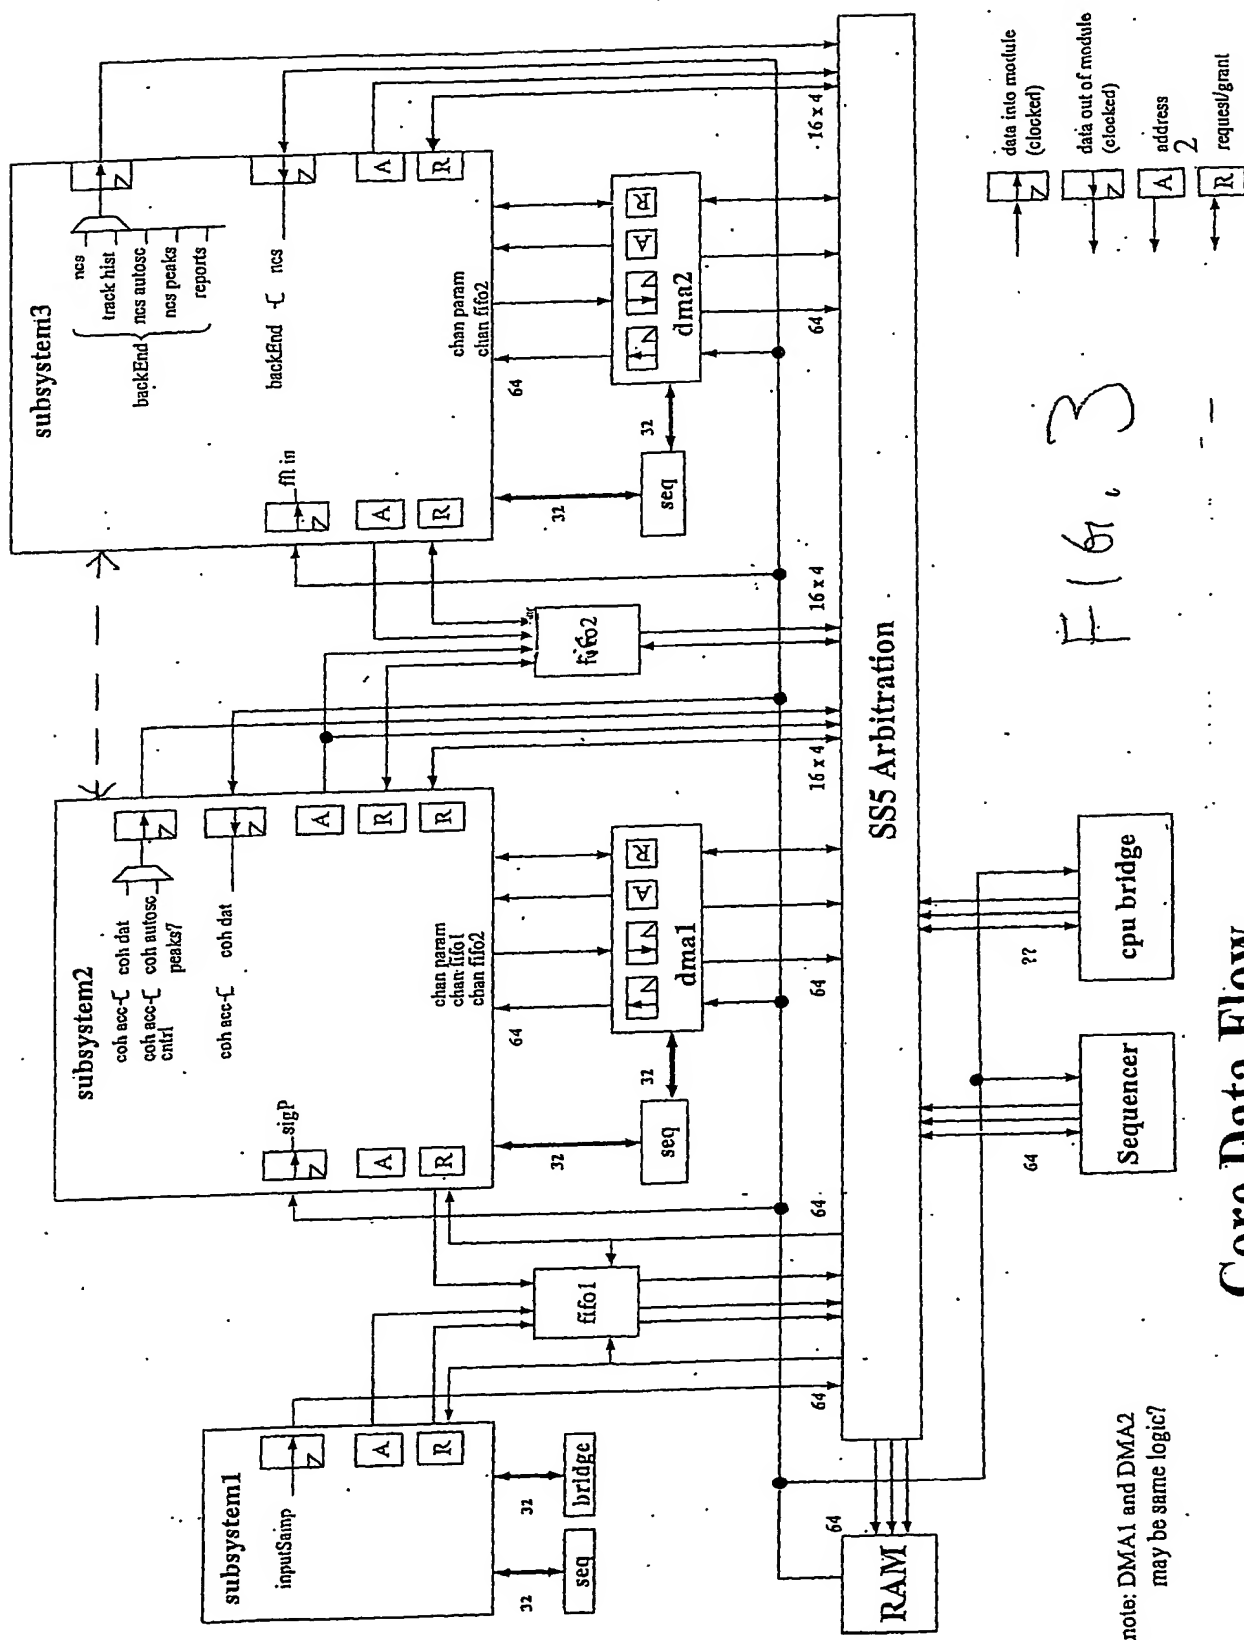 subsystem1
inputSamp
Z
A
R
32
seq
32
bridge
64
fifo1
subsystem2
coh acc-[ coh dat
coh acc-[ coh autosc
cntrl peaks?
Z
coh acc-[ coh dat
Z
sigP
Z
A
R
A
R
R
chan param
chan fifo1
chan fifo2
32
64
seq
32
dma1
A
R
64
64
16 x 4
fifo2
16 x 4
subsystem3
ncs
track hist
backEnd
ncs autosc
ncs peaks
reports
Z
backEnd -[ ncs
Z
fft in
Z
A
R
A
R
chan param
chan fifo2
32
64
seq
32
dma2
A
R
64
16 x 4
SS5 Arbitration
64
RAM
64
Sequencer
??
cpu bridge
note: DMA1 and DMA2
may be same logic?
Core Data Flow
FIG. 3
Z
data into module
(clocked)
Z
data out of module
(clocked)
A
address
2
R
request/grant